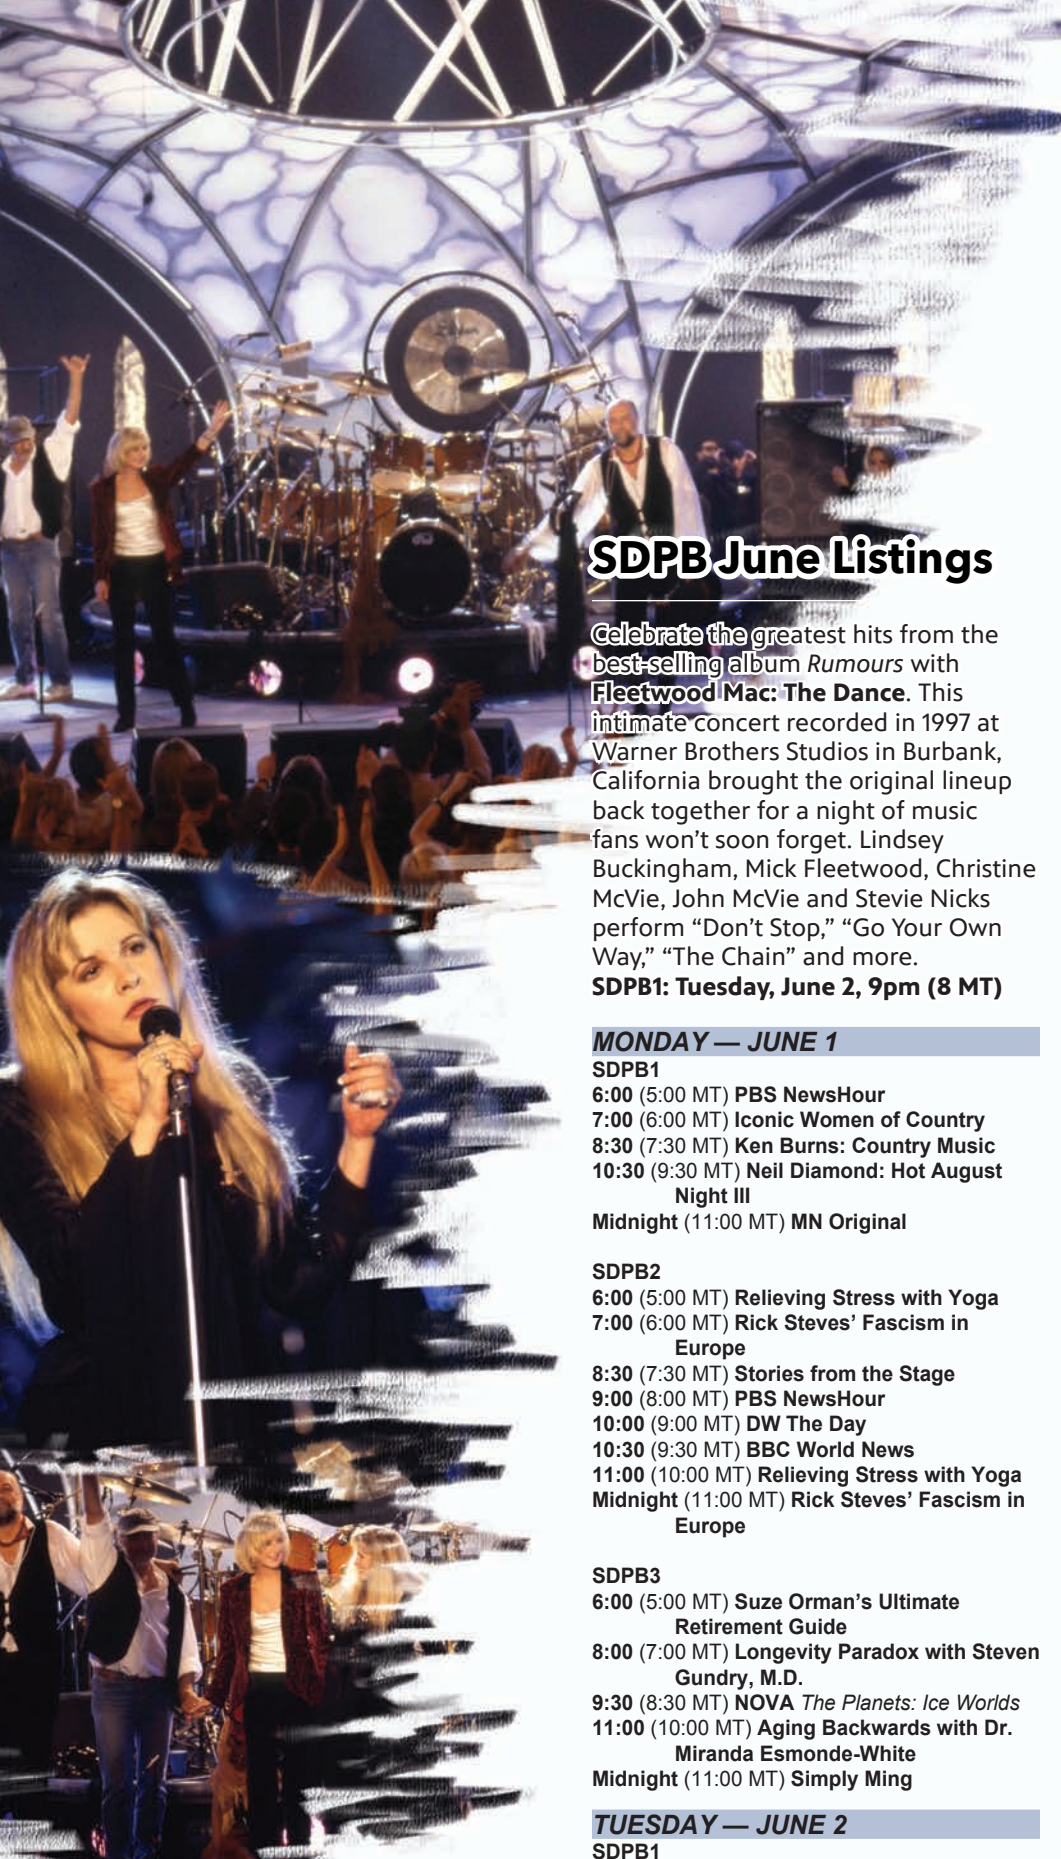 SDPB June Listings
Celebrate the greatest hits from the
best-selling album Rumours with
Fleetwood Mac: The Dance. This
intimate concert recorded in 1997 at
Warner Brothers Studios in Burbank,
California brought the original lineup
back together for a night of music
fans won’t soon forget. Lindsey
Buckingham, Mick Fleetwood, Christine
McVie, John McVie and Stevie Nicks
perform “Don’t Stop,” “Go Your Own
Way,” “The Chain” and more.
SDPB1: Tuesday, June 2, 9pm (8 MT)
MONDAY — JUNE 1
SDPB1
6:00 (5:00 MT) PBS NewsHour
7:00 (6:00 MT) Iconic Women of Country
8:30 (7:30 MT) Ken Burns: Country Music
10:30 (9:30 MT) Neil Diamond: Hot August
Night III
Midnight (11:00 MT) MN Original
SDPB2
6:00 (5:00 MT) Relieving Stress with Yoga
7:00 (6:00 MT) Rick Steves’ Fascism in
Europe
8:30 (7:30 MT) Stories from the Stage
9:00 (8:00 MT) PBS NewsHour
10:00 (9:00 MT) DW The Day
10:30 (9:30 MT) BBC World News
11:00 (10:00 MT) Relieving Stress with Yoga
Midnight (11:00 MT) Rick Steves’ Fascism in
Europe
SDPB3
6:00 (5:00 MT) Suze Orman’s Ultimate
Retirement Guide
8:00 (7:00 MT) Longevity Paradox with Steven
Gundry, M.D.
9:30 (8:30 MT) NOVA The Planets: Ice Worlds
11:00 (10:00 MT) Aging Backwards with Dr.
Miranda Esmonde-White
Midnight (11:00 MT) Simply Ming
TUESDAY — JUNE 2
SDPB1